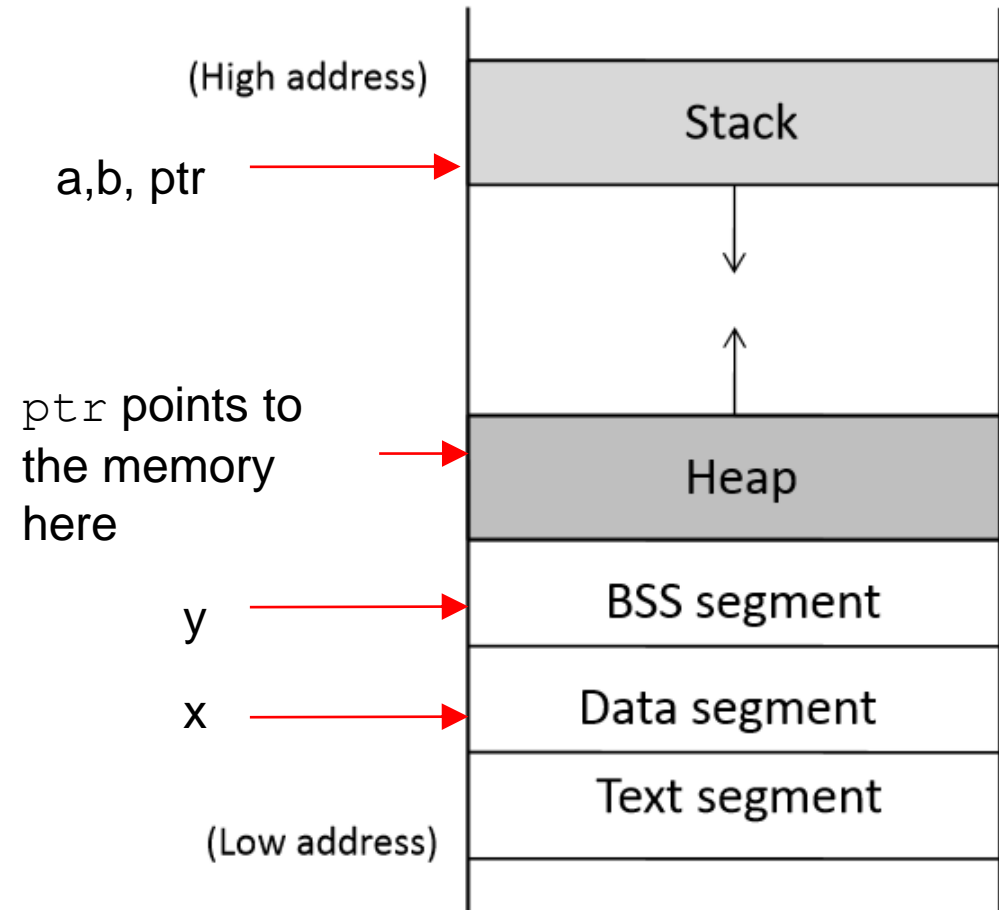 (High address)
Stack
a,b, ptr
ptr points to
the memory
here
Heap
y
BSS segment
x
Data segment
Text segment
(Low address)